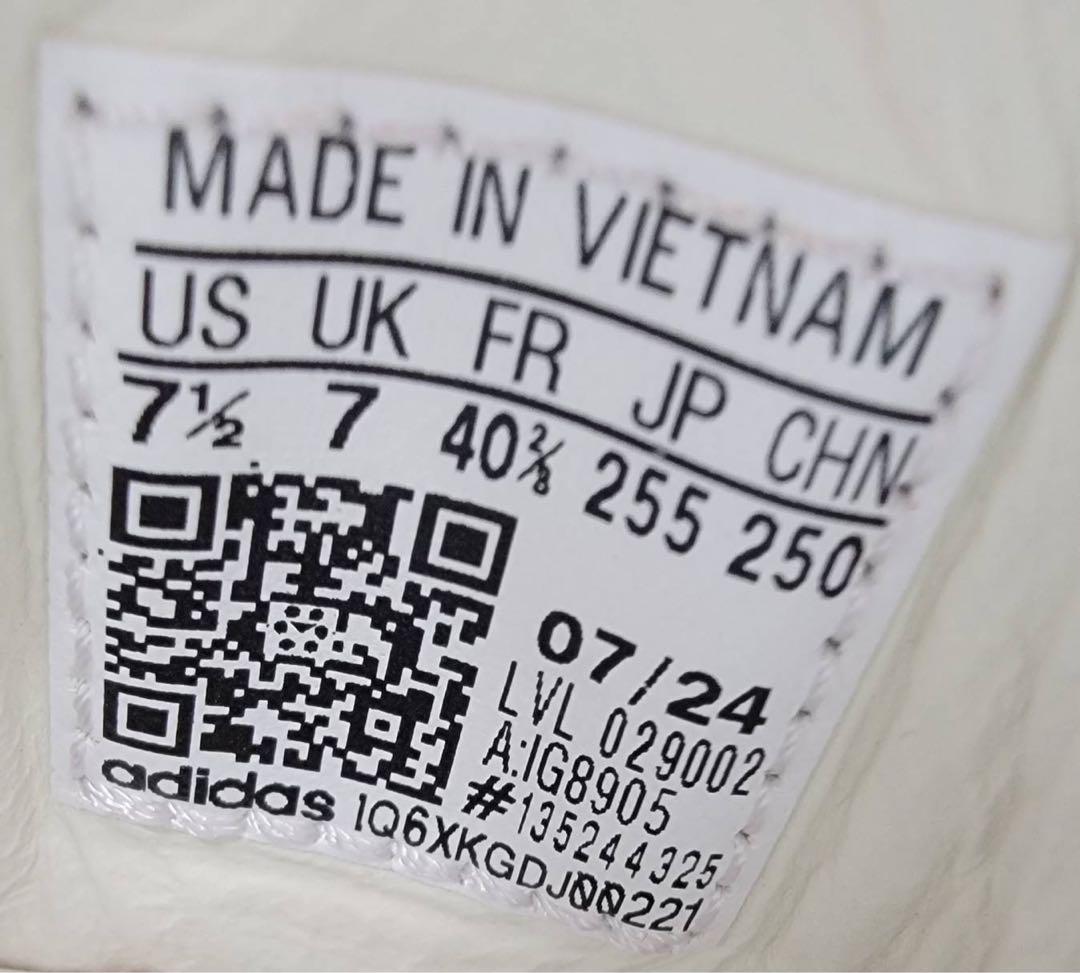 MADE IN VIETNAM
US UK FR JP CHN
7½ 7 40⅔ 255 250
07/24
LVL 029002
A:IG8905
#135244325
adidas 1Q6XKGDJ00221